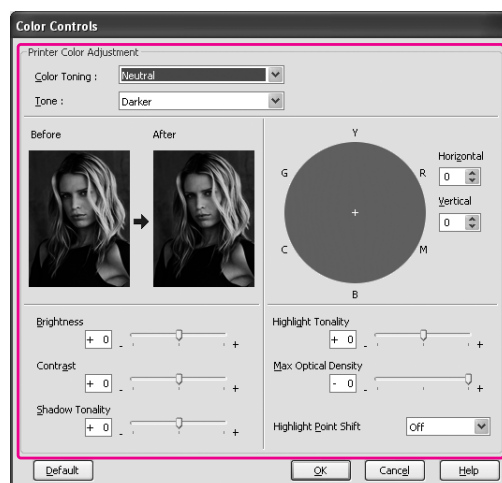 Color Controls
Printer Color Adjustment
Color Toning : Neutral
Tone : Darker
Before After
Y
G R
C M
B
Horizontal
0
Vertical
0
Brightness
+ 0 - +
Contrast
+ 0 - +
Shadow Tonality
+ 0 - +
Highlight Tonality
+ 0 - +
Max Optical Density
- 0 - +
Highlight Point Shift Off
Default OK Cancel Help